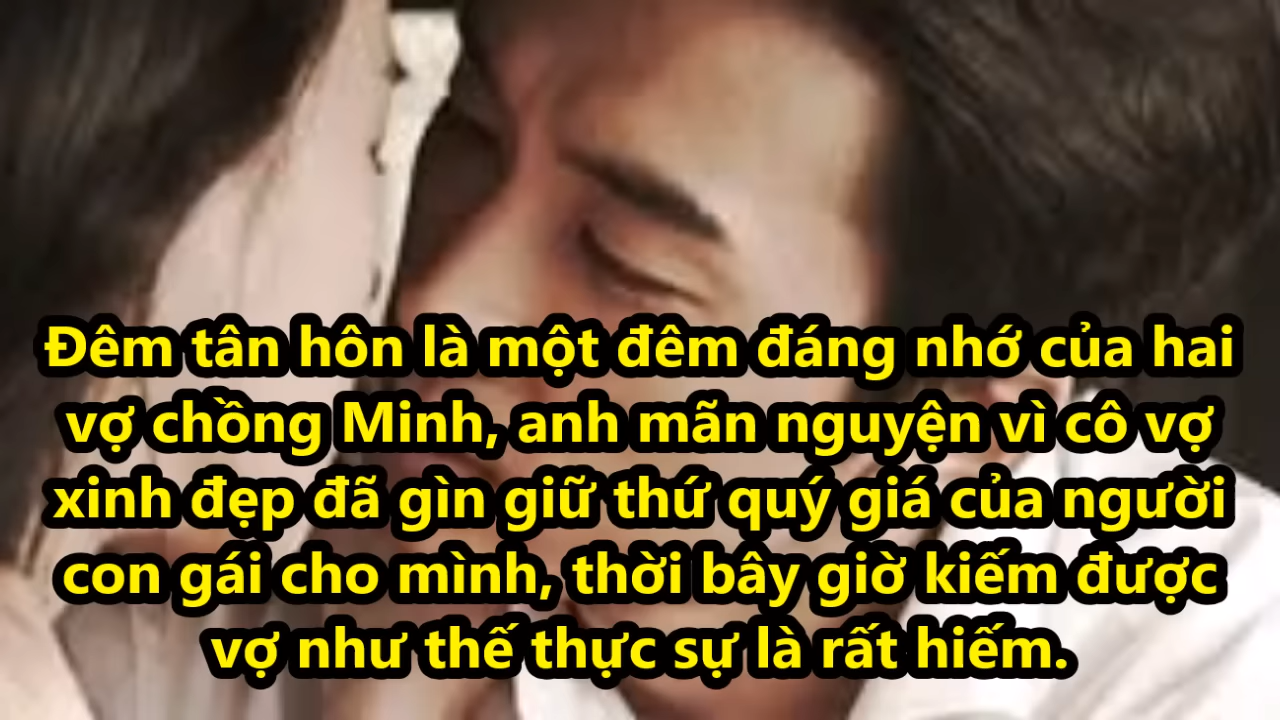 Đêm tân hôn là một đêm đáng nhớ của hai
vợ chồng Minh, anh mãn nguyện vì cô vợ
xinh đẹp đã gìn giữ thứ quý giá của người
con gái cho mình, thời bây giờ kiếm được
vợ như thế thực sự là rất hiếm.